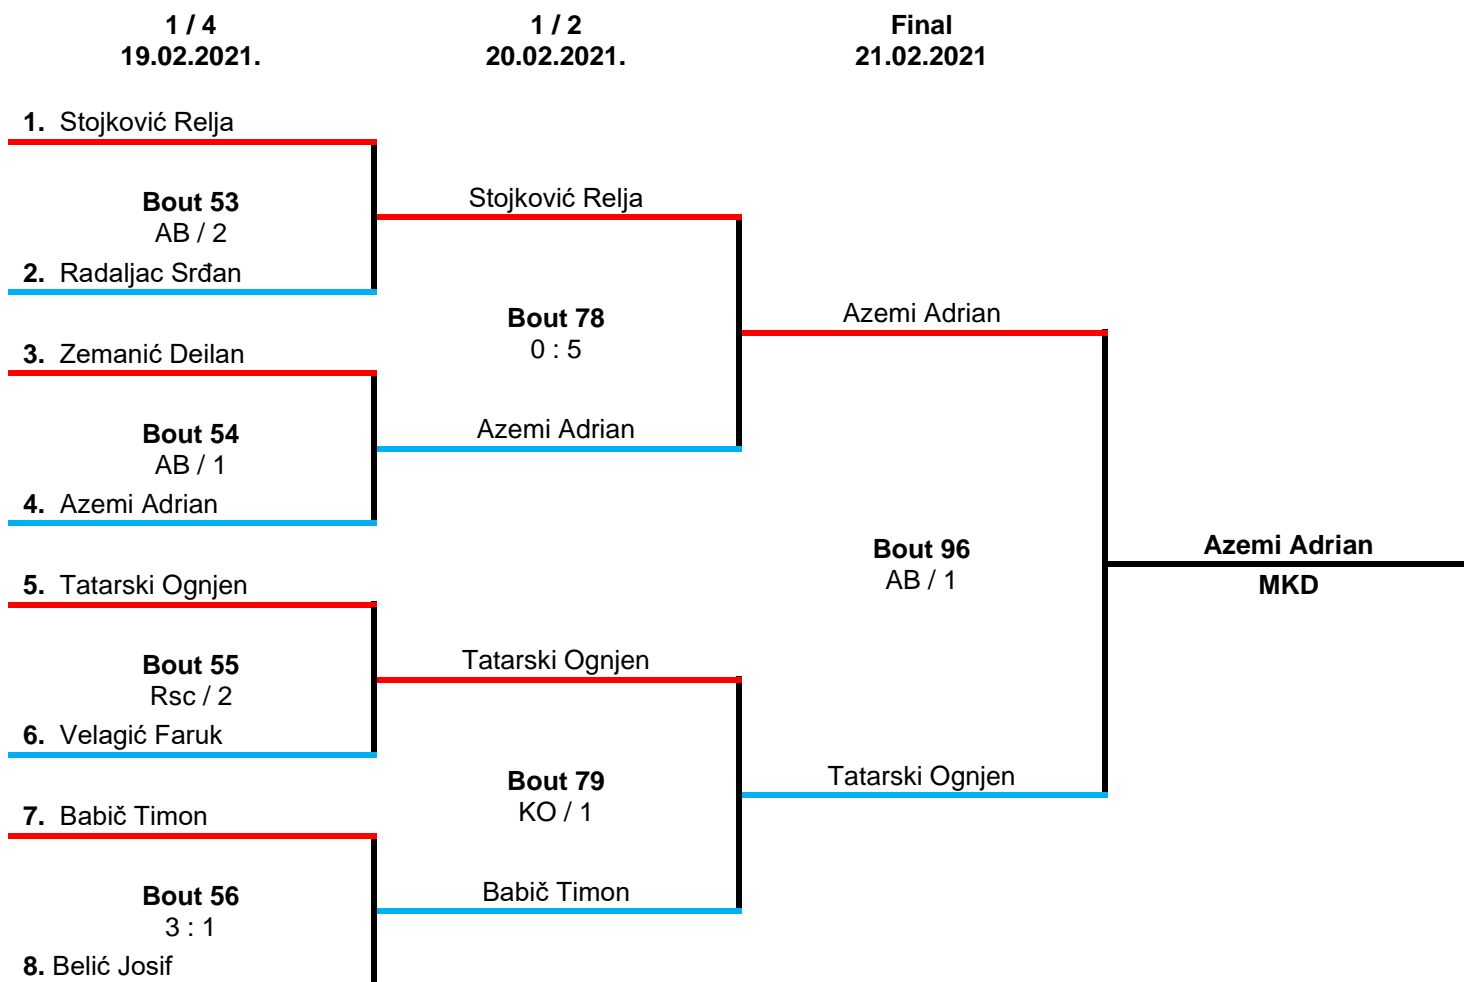 1 / 4
19.02.2021.
1 / 2
20.02.2021.
Final
21.02.2021
1. Stojković Relja
Bout 53
AB / 2
2. Radaljac Srđan
3. Zemanić Deilan
Bout 54
AB / 1
4. Azemi Adrian
5. Tatarski Ognjen
Bout 55
Rsc / 2
6. Velagić Faruk
7. Babič Timon
Bout 56
3 : 1
8. Belić Josif
Stojković Relja
Bout 78
0 : 5
Azemi Adrian
Tatarski Ognjen
Bout 79
KO / 1
Babič Timon
Azemi Adrian
Bout 96
AB / 1
Tatarski Ognjen
Azemi Adrian
MKD